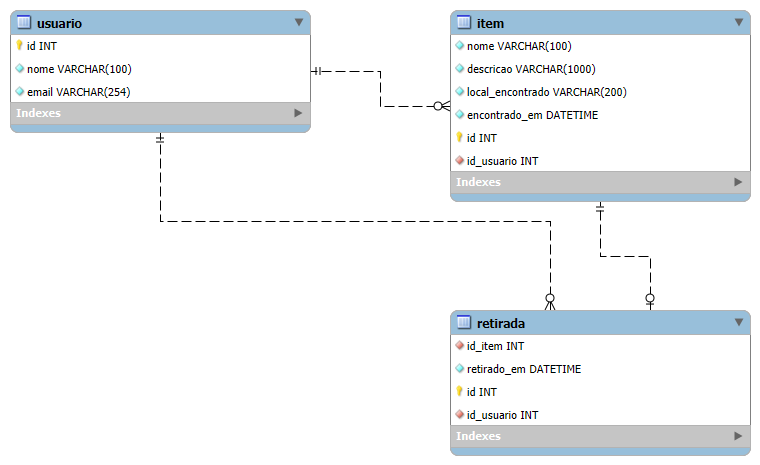 usuario
id INT
nome VARCHAR(100)
email VARCHAR(254)
Indexes
item
nome VARCHAR(100)
descricao VARCHAR(1000)
local_encontrado VARCHAR(200)
encontrado_em DATETIME
id INT
id_usuario INT
Indexes
retirada
id_item INT
retirado_em DATETIME
id INT
id_usuario INT
Indexes